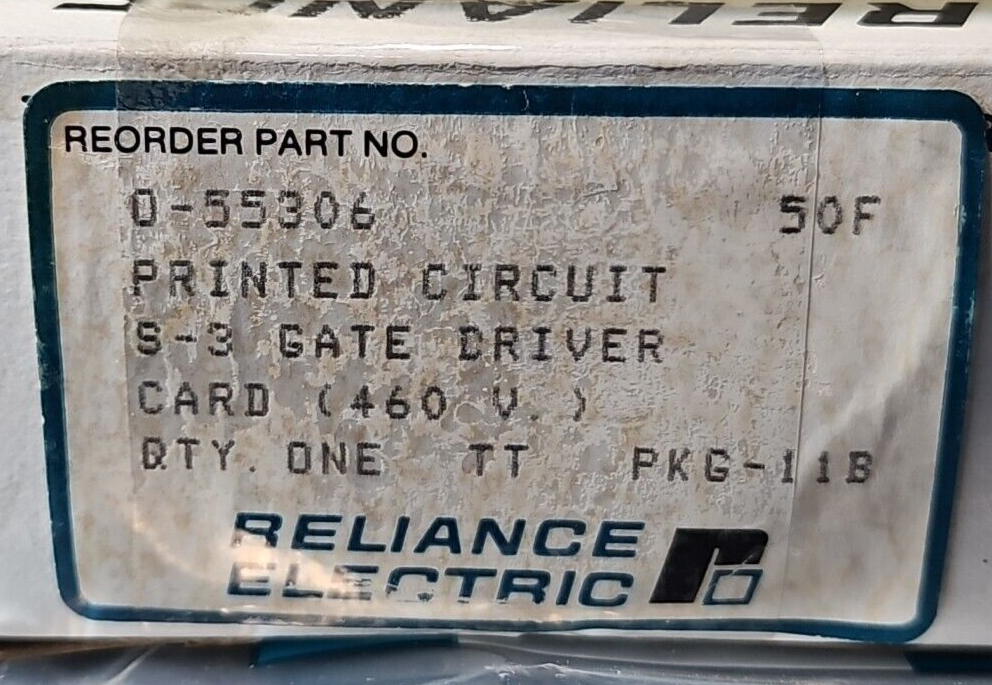 RELIANCE
REORDER PART NO.
0-55306 50F
PRINTED CIRCUIT
S-3 GATE DRIVER
CARD (460 V.)
QTY. ONE TT PKG-11B
RELIANCE
ELECTRIC